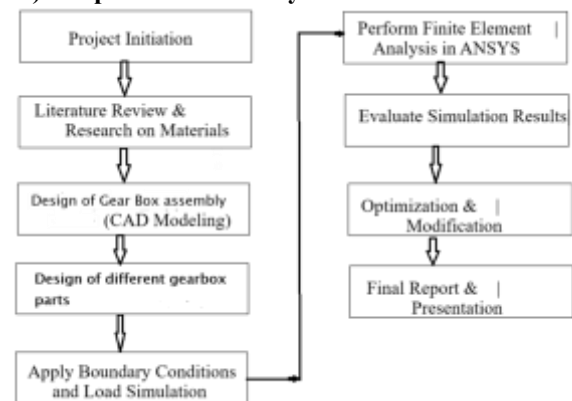 Project Initiation
Literature Review &
Research on Materials
Design of Gear Box assembly
(CAD Modeling)
Design of different gearbox
parts
Apply Boundary Conditions
and Load Simulation
Perform Finite Element |
Analysis in ANSYS
Evaluate Simulation Results
Optimization & |
Modification
Final Report & |
Presentation